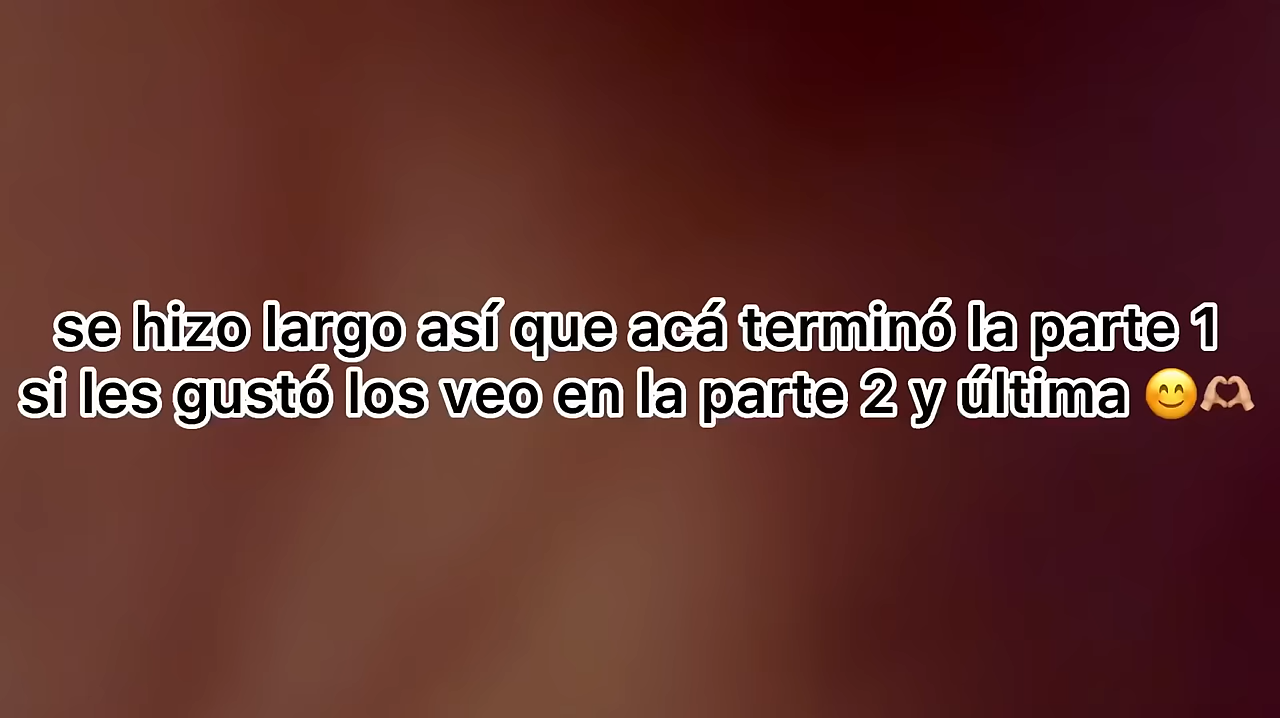 se hizo largo así que acá terminó la parte 1
si les gustó los veo en la parte 2 y última 😊🫶🏼